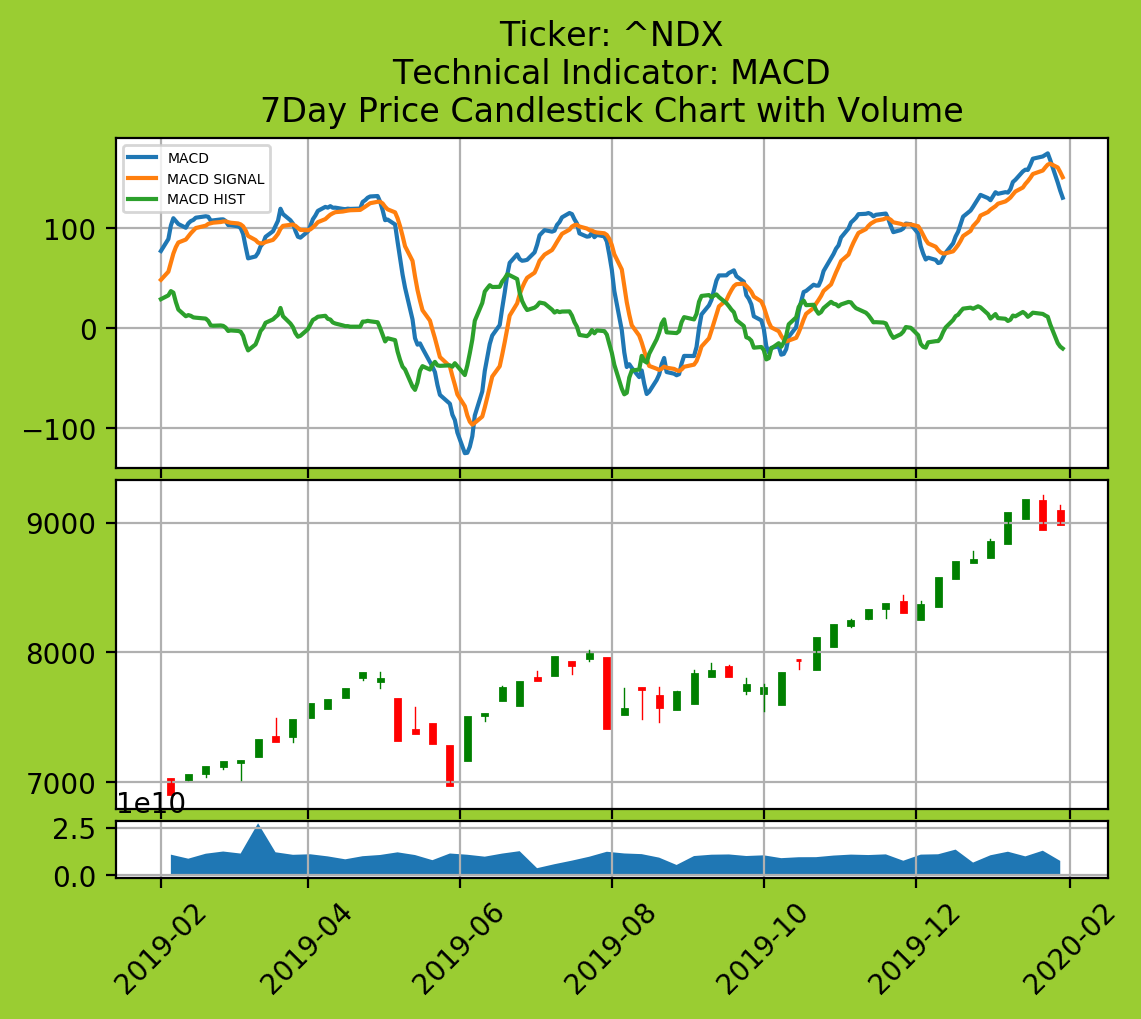 Ticker: ^NDX
Technical Indicator: MACD
7Day Price Candlestick Chart with Volume
MACD
MACD SIGNAL
MACD HIST
100
0
−100
9000
8000
7000
1e10
2.5
0.0
2019-02
2019-04
2019-06
2019-08
2019-10
2019-12
2020-02